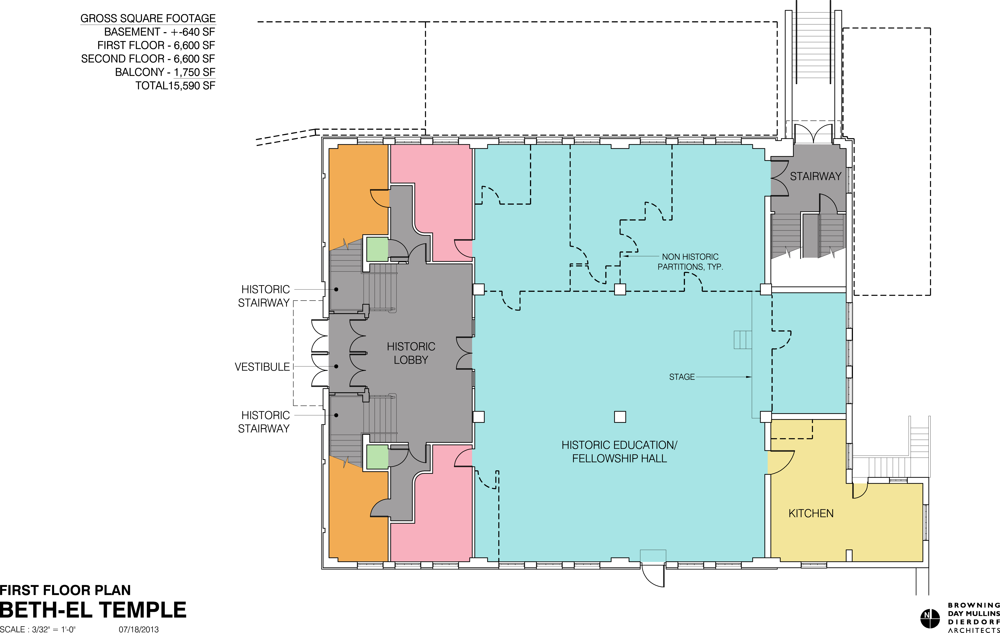 GROSS SQUARE FOOTAGE
BASEMENT - +-640 SF
FIRST FLOOR - 6,600 SF
SECOND FLOOR - 6,600 SF
BALCONY - 1,750 SF
TOTAL15,590 SF
STAIRWAY
NON HISTORIC
PARTITIONS, TYP.
HISTORIC
STAIRWAY
HISTORIC
LOBBY
VESTIBULE
STAGE
HISTORIC
STAIRWAY
HISTORIC EDUCATION/
FELLOWSHIP HALL
KITCHEN
FIRST FLOOR PLAN
BETH-EL TEMPLE
SCALE : 3/32" = 1'-0" 07/18/2013
N
BROWNING
DAY MULLINS
DIERDORF
ARCHITECTS